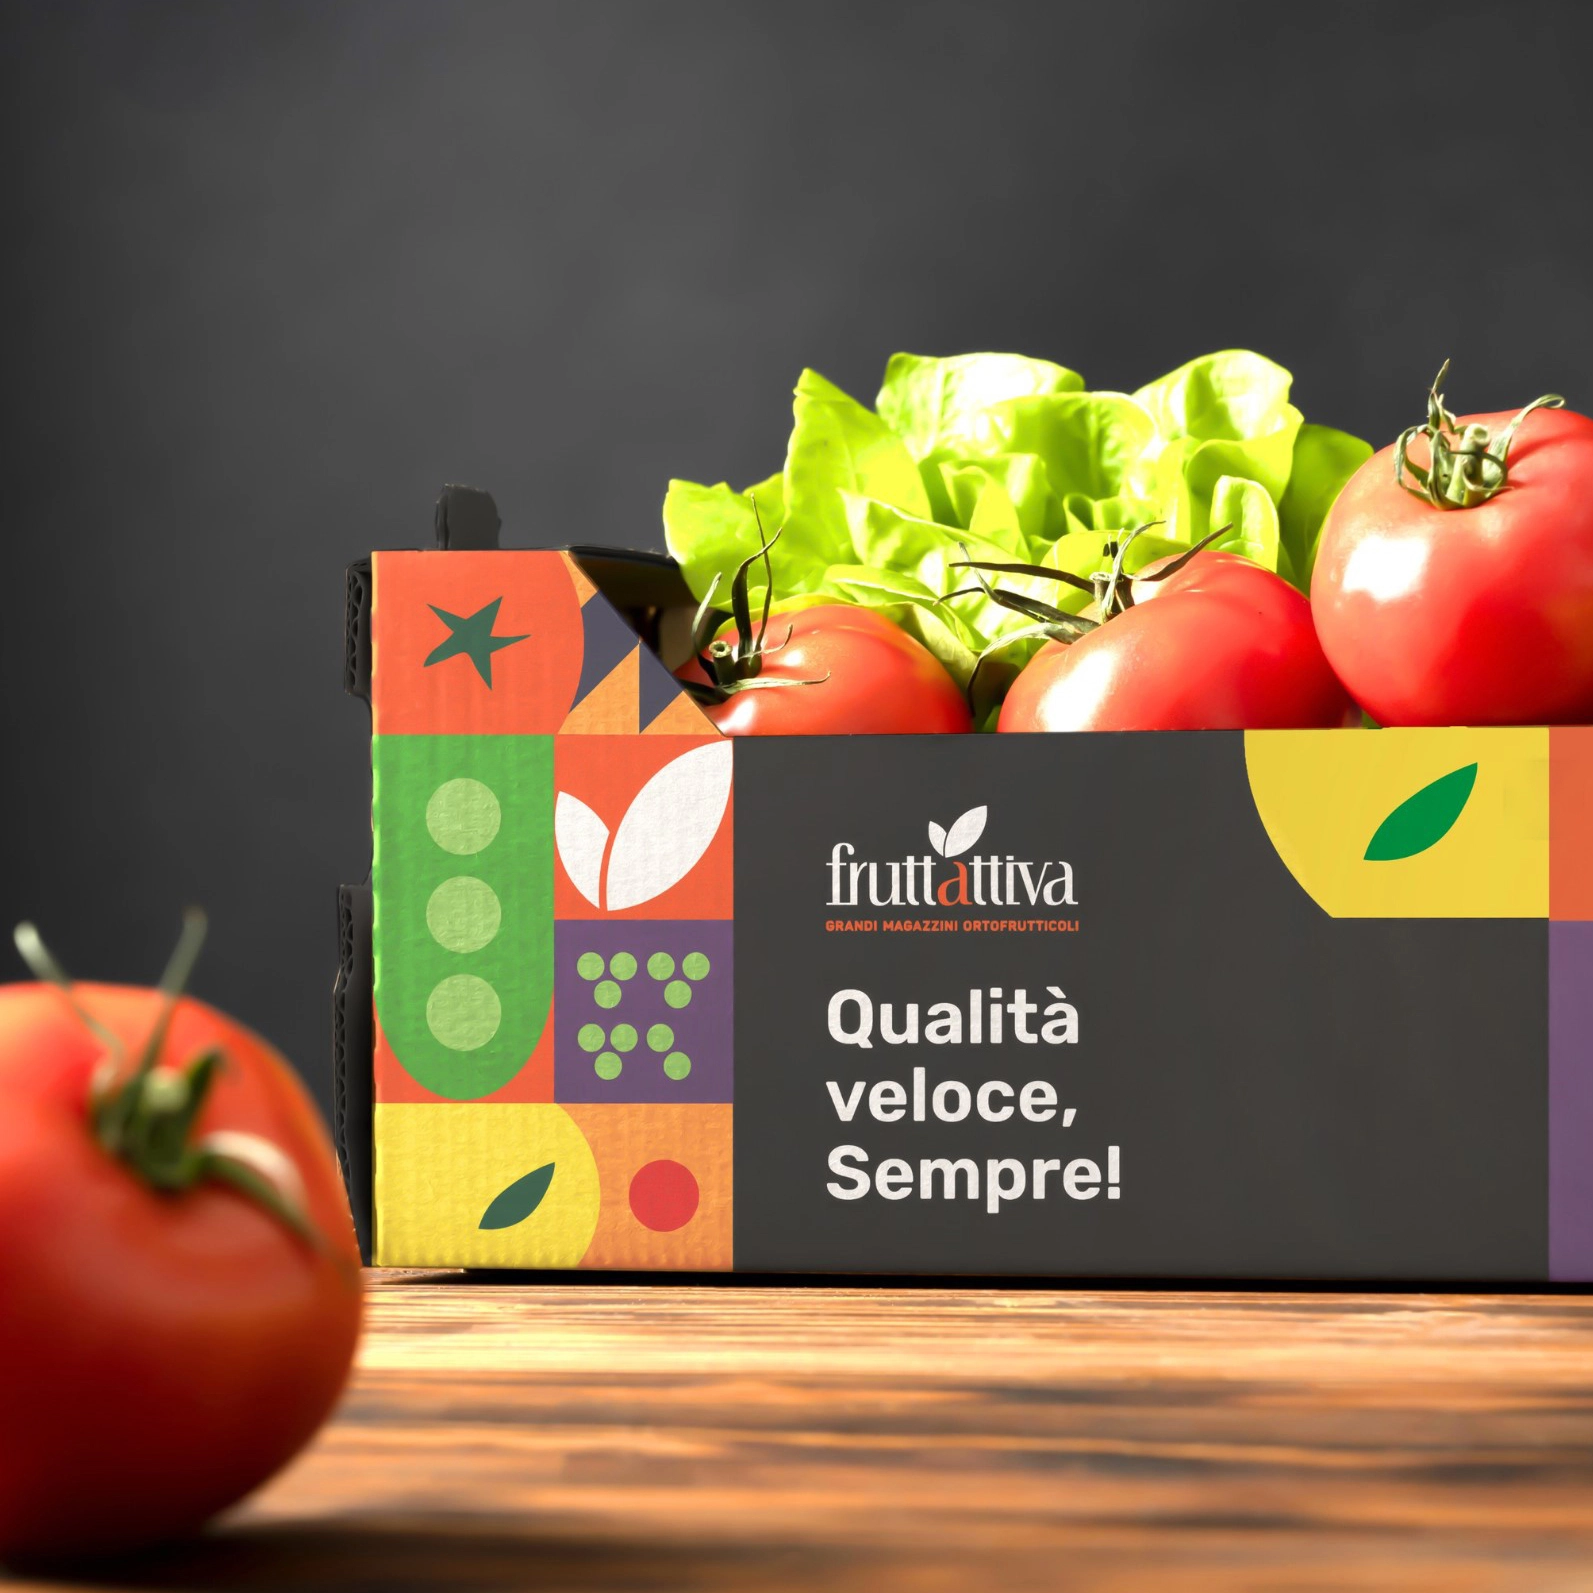 fruttattiva
GRANDI MAGAZZINI ORTOFRUTTICOLI
Qualità
veloce,
Sempre!